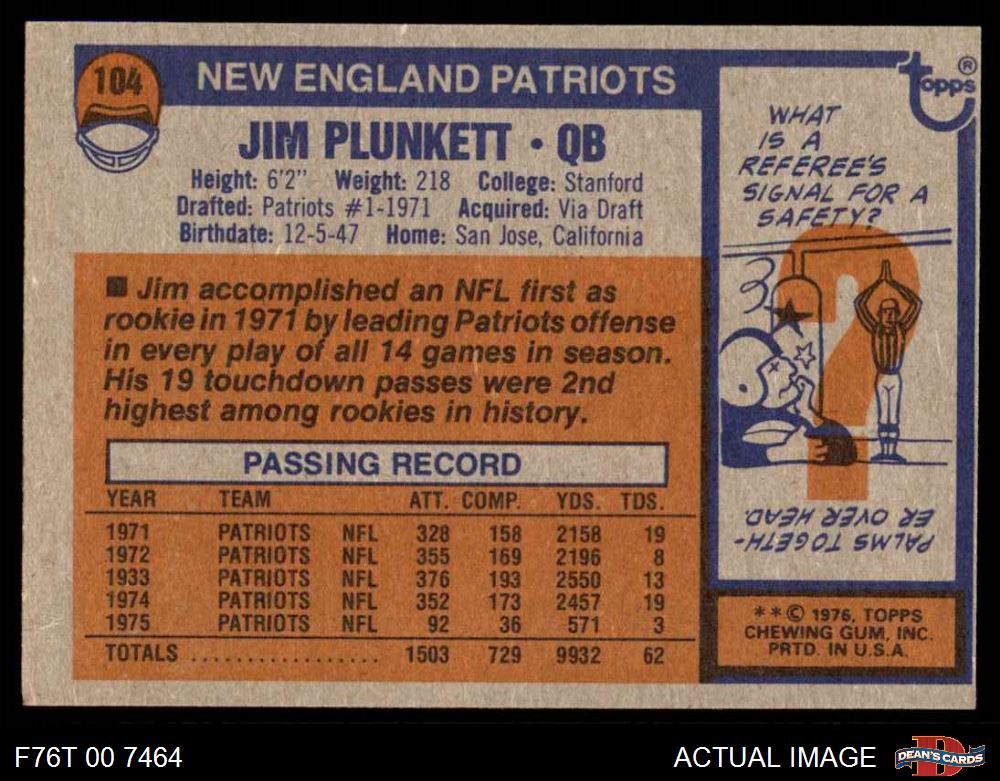 104
NEW ENGLAND PATRIOTS
topps®
JIM PLUNKETT · QB
Height: 6'2" Weight: 218 College: Stanford
Drafted: Patriots #1-1971 Acquired: Via Draft
Birthdate: 12-5-47 Home: San Jose, California
■ Jim accomplished an NFL first as
rookie in 1971 by leading Patriots offense
in every play of all 14 games in season.
His 19 touchdown passes were 2nd
highest among rookies in history.
PASSING RECORD
YEAR TEAM ATT. COMP. YDS. TDS.
1971 PATRIOTS NFL 328 158 2158 19
1972 PATRIOTS NFL 355 169 2196 8
1933 PATRIOTS NFL 376 193 2550 13
1974 PATRIOTS NFL 352 173 2457 19
1975 PATRIOTS NFL 92 36 571 3
TOTALS .................. 1503 729 9932 62
WHAT
IS A
REFEREE'S
SIGNAL FOR A
SAFETY?
?
PALMS TOGETH-
ER OVER HEAD.
**© 1976, TOPPS
CHEWING GUM, INC.
PRTD. IN U.S.A.
F76T 00 7464
ACTUAL IMAGE
D
DEAN'S CARDS